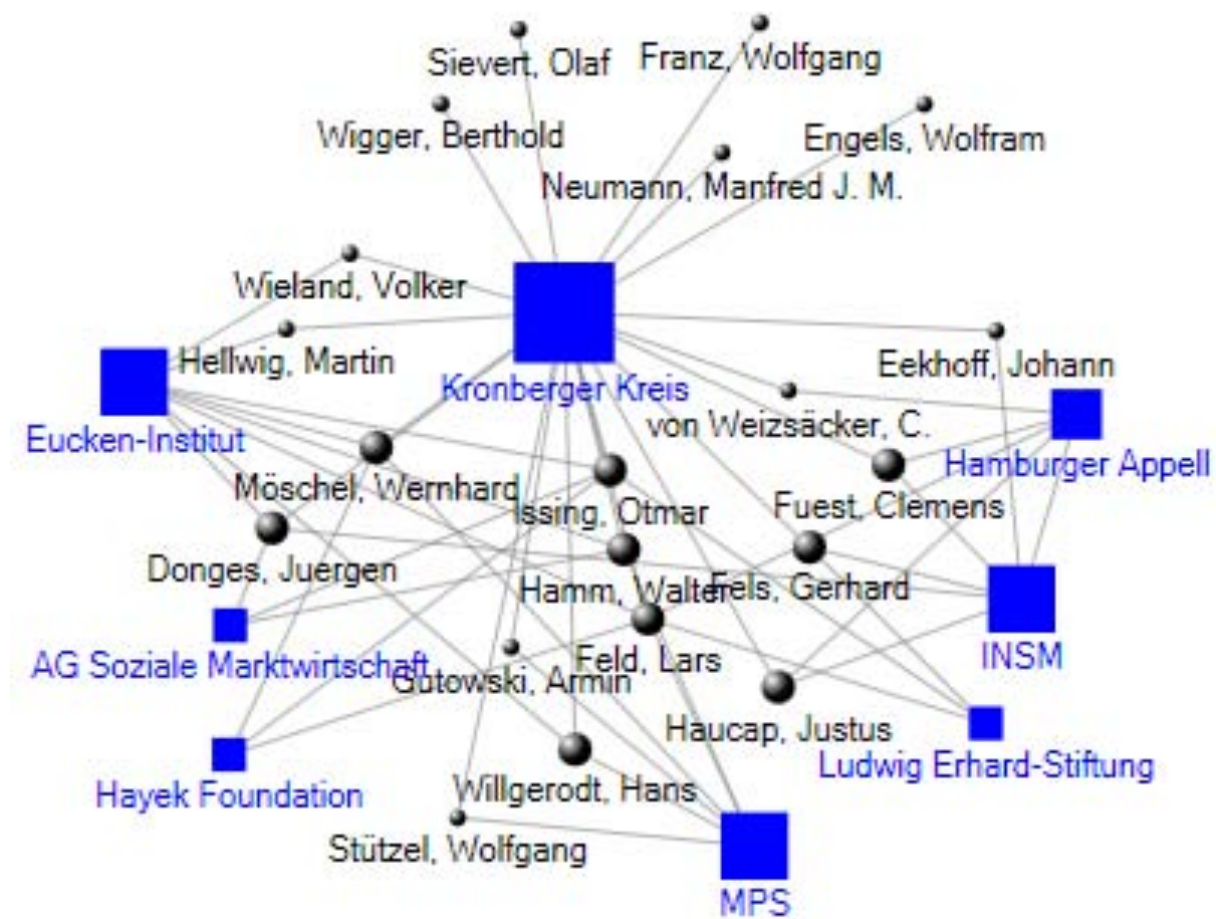 Sievert, Olaf
Franz, Wolfgang
Wigger, Berthold
Engels, Wolfram
Neumann, Manfred J. M.
Wieland, Volker
Hellwig, Martin
Kronberger Kreis
Eekhoff, Johann
von Weizsäcker, C.
Eucken-Institut
Hamburger Appell
Möschel, Wernhard
Issing, Otmar
Fuest, Clemens
Donges, Juergen
Hamm, Walter
Fels, Gerhard
AG Soziale Marktwirtschaft
Gutowski, Armin
Feld, Lars
INSM
Haucap, Justus
Ludwig Erhard-Stiftung
Hayek Foundation
Willgerodt, Hans
Stützel, Wolfgang
MPS